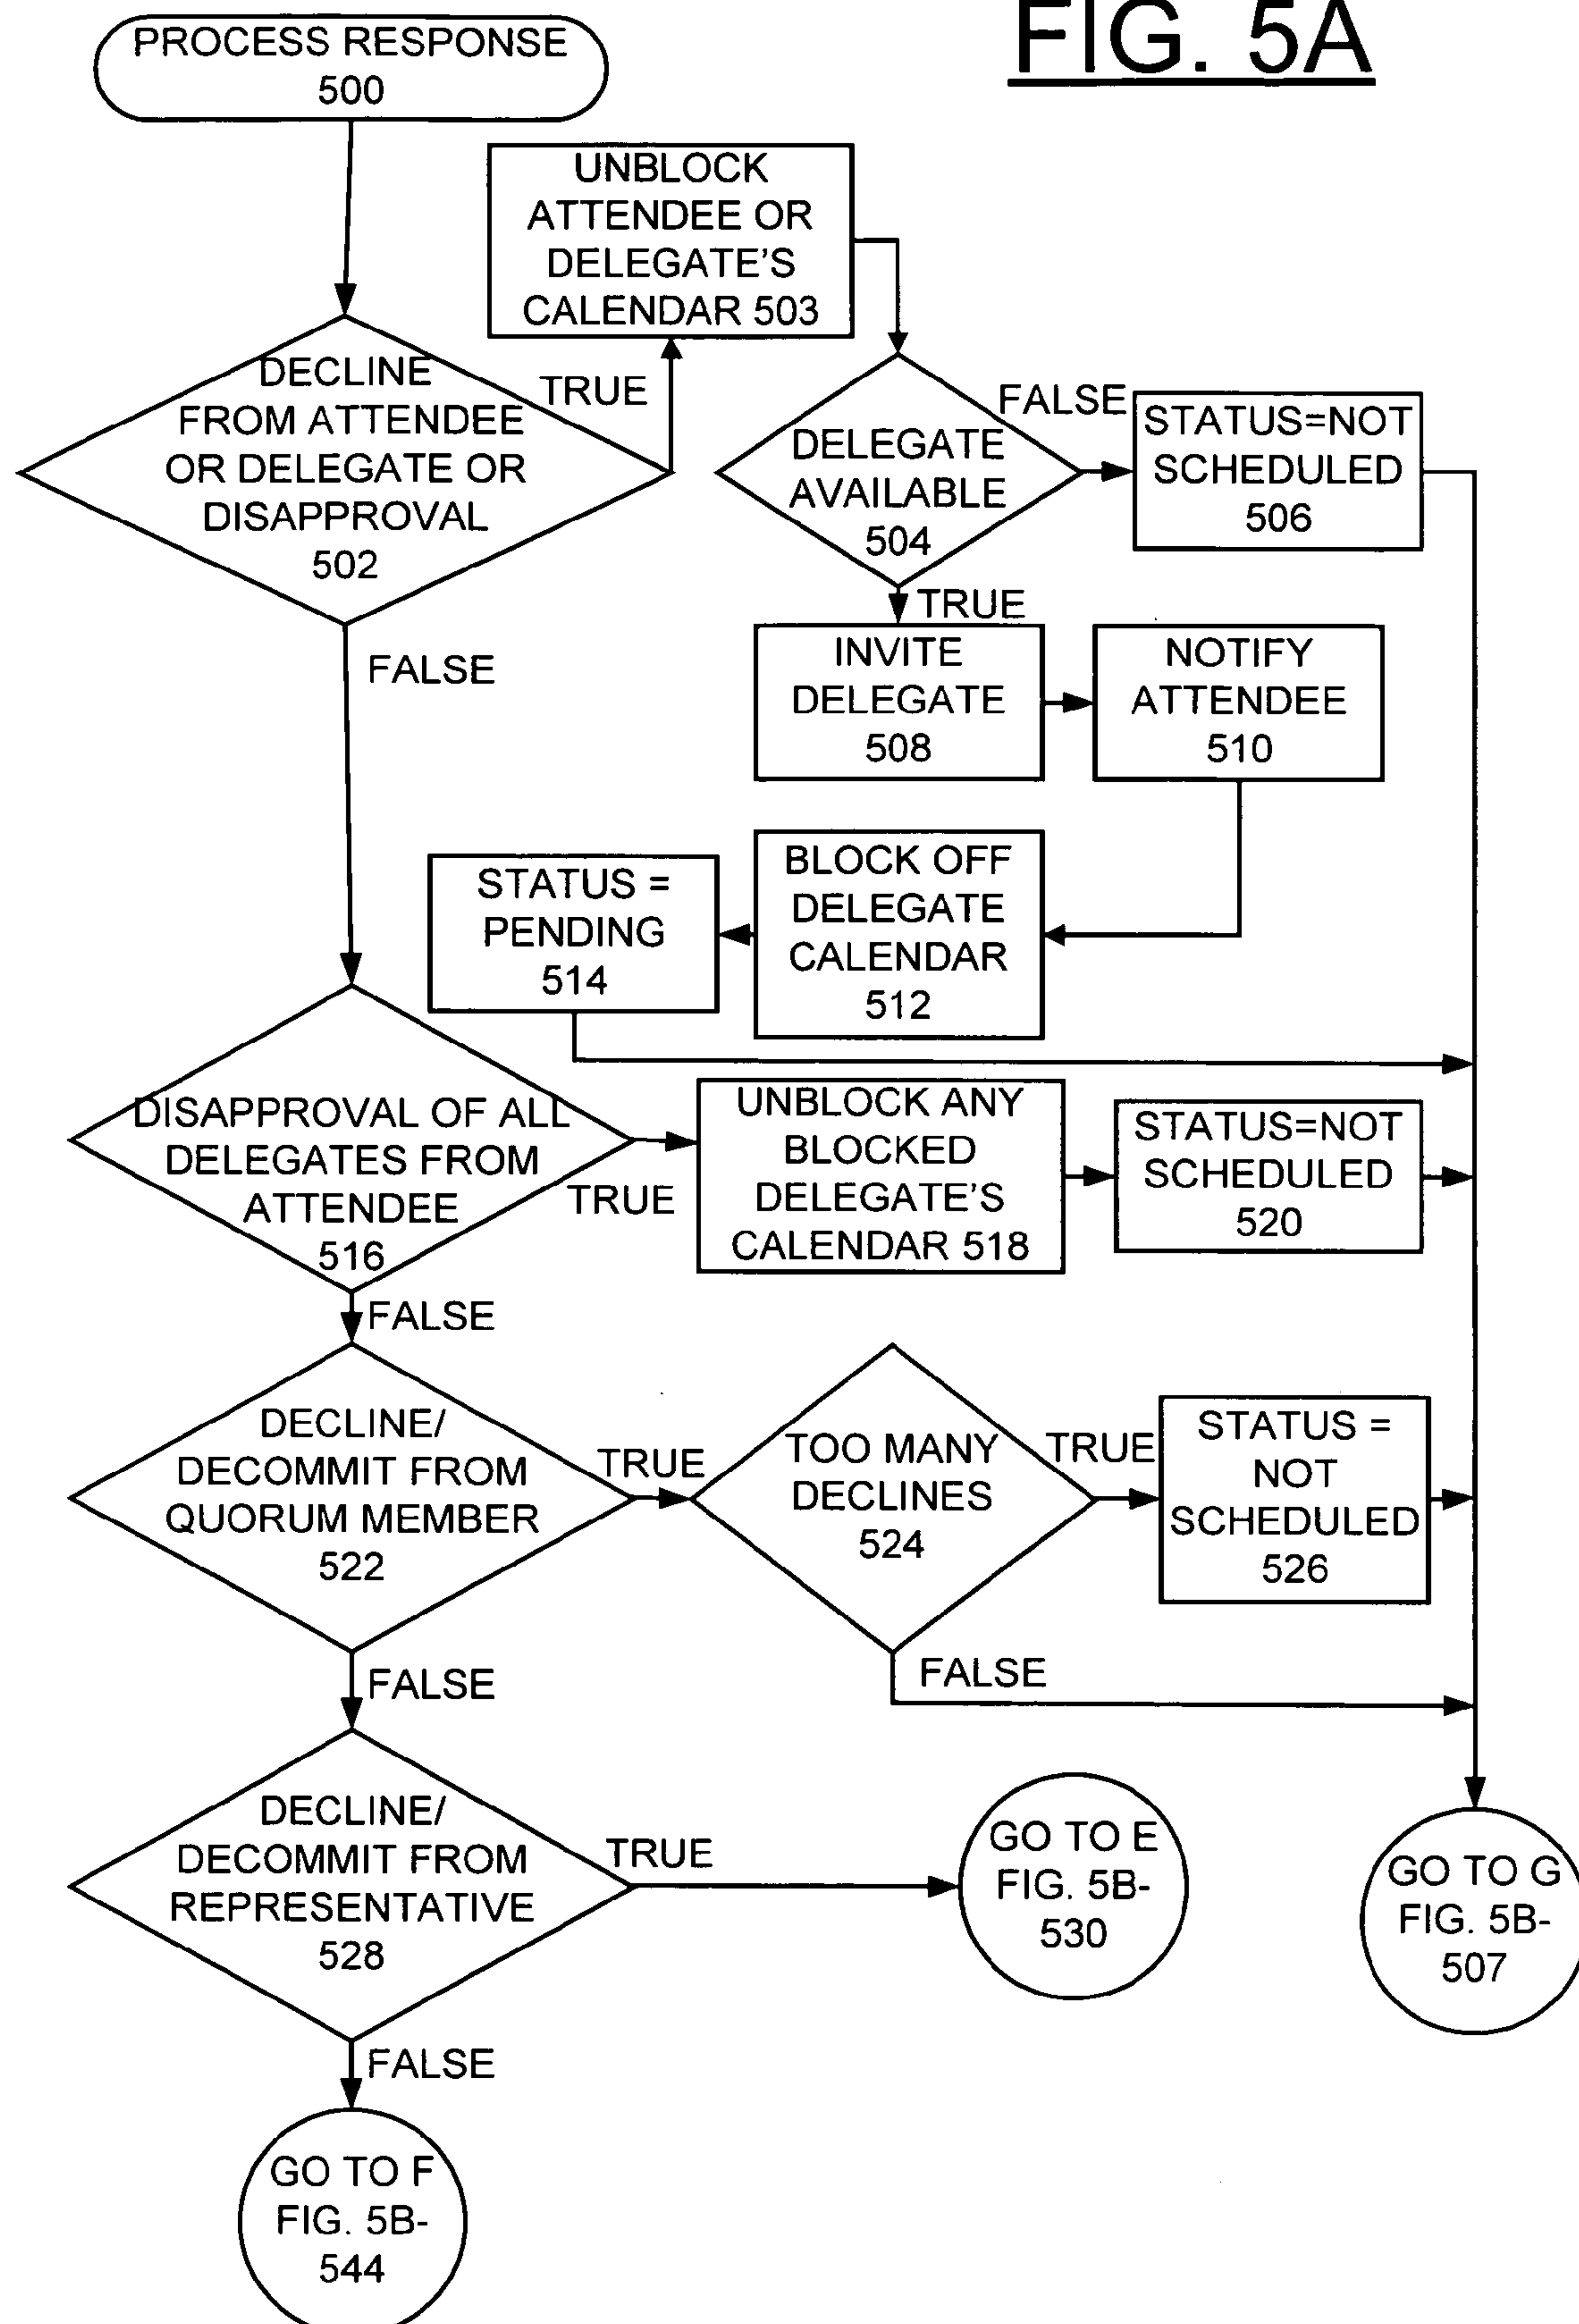 FIG. 5A
PROCESS RESPONSE
500
UNBLOCK
ATTENDEE OR
DELEGATE'S
CALENDAR 503
DECLINE
FROM ATTENDEE
OR DELEGATE OR
DISAPPROVAL
502
TRUE
FALSE
DELEGATE
AVAILABLE
504
FALSE
TRUE
STATUS=NOT
SCHEDULED
506
INVITE
DELEGATE
508
NOTIFY
ATTENDEE
510
BLOCK OFF
DELEGATE
CALENDAR
512
STATUS =
PENDING
514
DISAPPROVAL OF ALL
DELEGATES FROM
ATTENDEE
516
TRUE
FALSE
UNBLOCK ANY
BLOCKED
DELEGATE'S
CALENDAR 518
STATUS=NOT
SCHEDULED
520
DECLINE/
DECOMMIT FROM
QUORUM MEMBER
522
TRUE
FALSE
TOO MANY
DECLINES
524
TRUE
FALSE
STATUS =
NOT
SCHEDULED
526
DECLINE/
DECOMMIT FROM
REPRESENTATIVE
528
TRUE
FALSE
GO TO E
FIG. 5B-
530
GO TO G
FIG. 5B-
507
GO TO F
FIG. 5B-
544